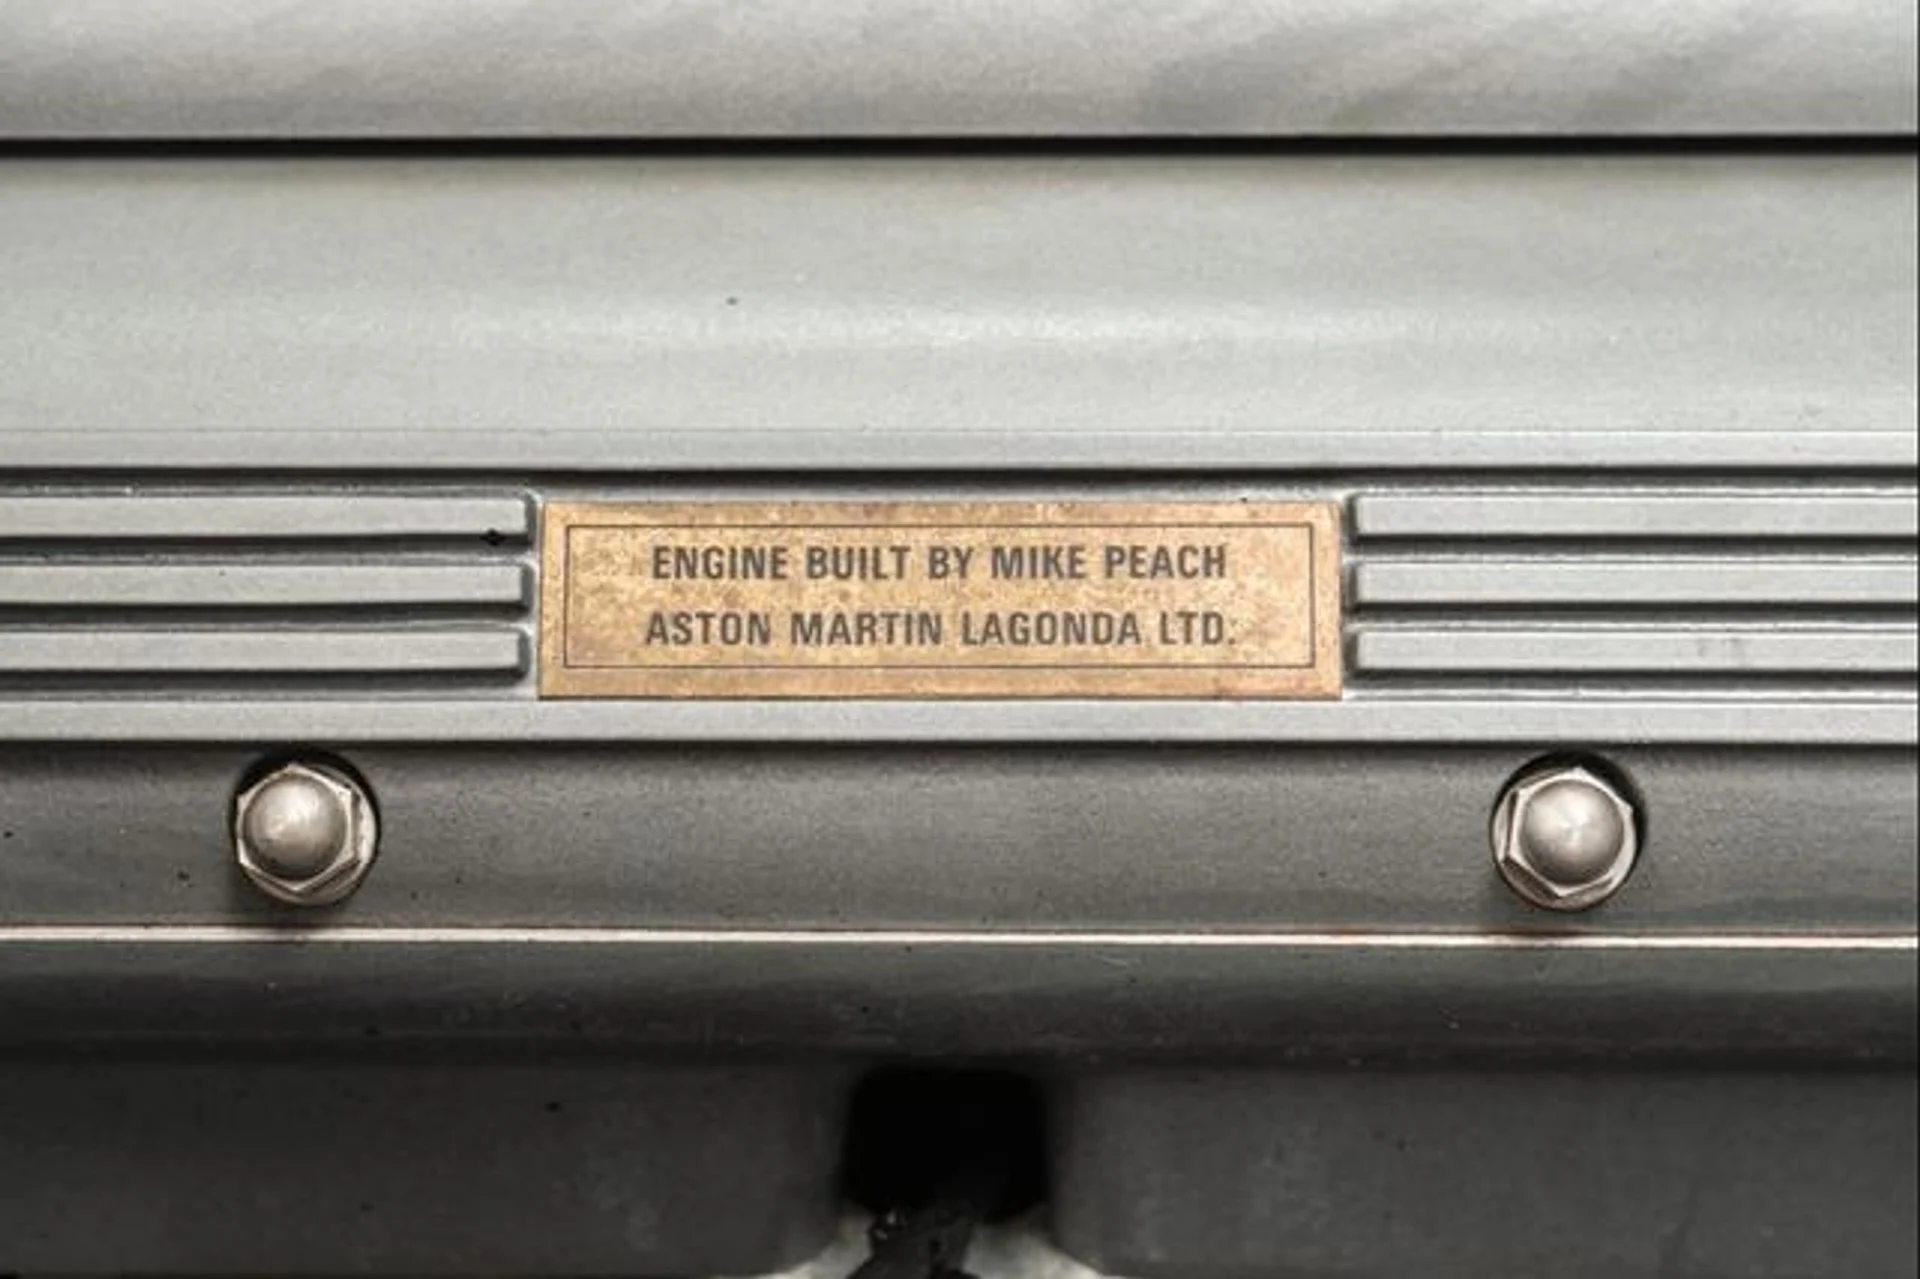 ENGINE BUILT BY MIKE PEACH
ASTON MARTIN LAGONDA LTD.